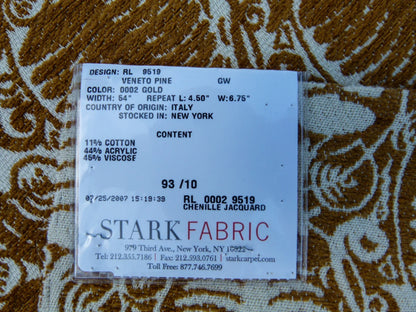 DESIGN: RL 9519
VENETO PINE GW
COLOR: 0002 GOLD
WIDTH: 54" REPEAT L: 4.50" W:6.75"
COUNTRY OF ORIGIN: ITALY
STOCKED IN: NEW YORK
CONTENT
11% COTTON
44% ACRYLIC
45% VISCOSE
93 /10
07/25/2007 15:19:39 RL 0002 9519
CHENILLE JACQUARD
STARK FABRIC
979 Third Ave., New York, NY 10022
Tel: 212.355.7186 | Fax: 212.593.0761 | starkcarpet.com
Toll Free: 877.746.7699